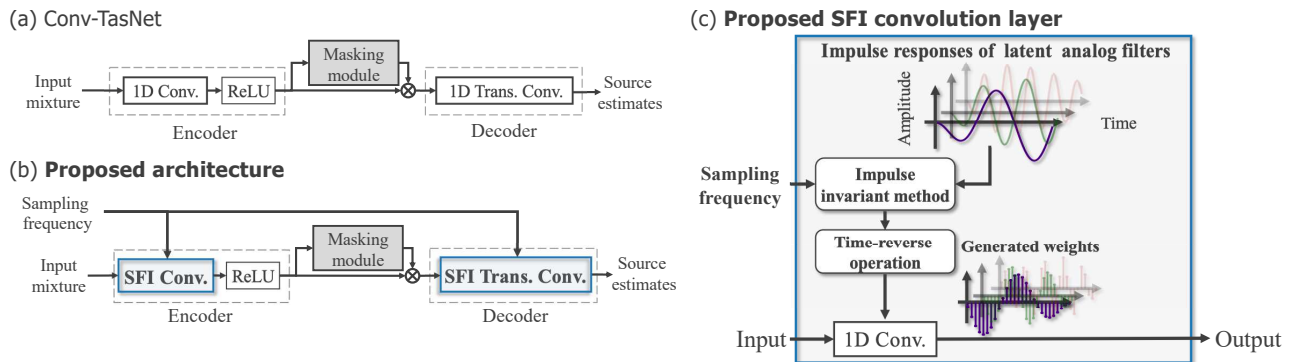 (a) Conv-TasNet
Input
mixture
1D Conv.
ReLU
Masking
module
1D Trans. Conv.
Source
estimates
Encoder
Decoder
(b) Proposed architecture
Sampling
frequency
Input
mixture
SFI Conv.
ReLU
Masking
module
SFI Trans. Conv.
Source
estimates
Encoder
Decoder
(c) Proposed SFI convolution layer
Impulse responses of latent analog filters
Amplitude
Time
Sampling
frequency
Impulse
invariant method
Time-reverse
operation
Generated weights
Input
1D Conv.
Output